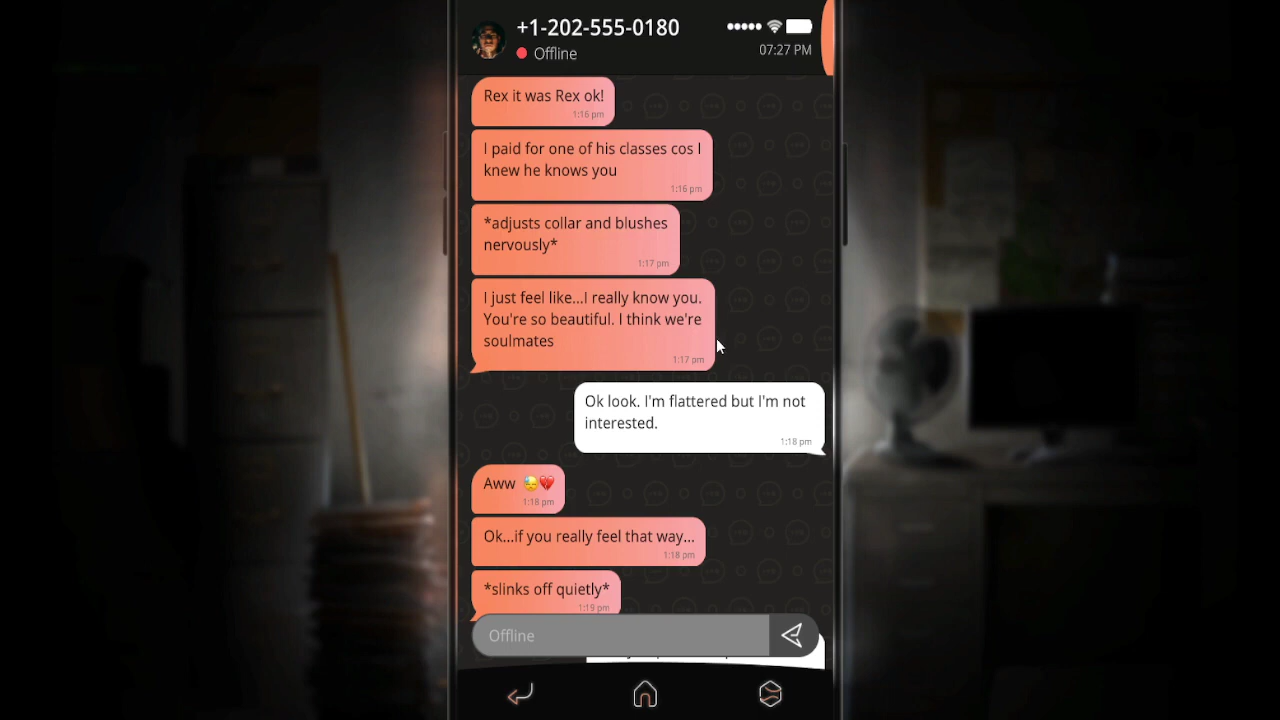 +1-202-555-0180
Offline
07:27 PM
Rex it was Rex ok!
1:16 pm
I paid for one of his classes cos I
knew he knows you
1:16 pm
*adjusts collar and blushes
nervously*
1:17 pm
I just feel like...I really know you.
You're so beautiful. I think we're
soulmates
1:17 pm
Ok look. I'm flattered but I'm not
interested.
1:18 pm
Aww 😓💔
1:18 pm
Ok...if you really feel that way...
1:18 pm
*slinks off quietly*
1:19 pm
Offline